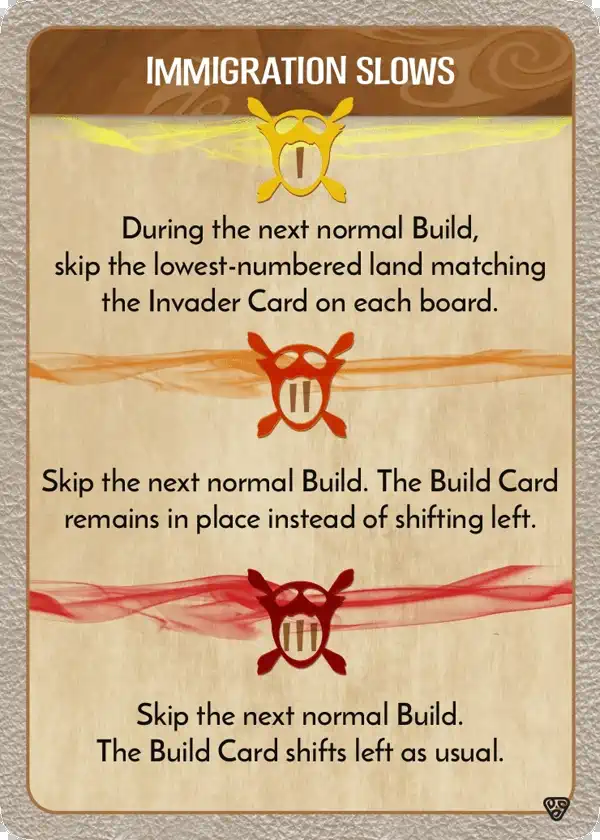 IMMIGRATION SLOWS
I
During the next normal Build,
skip the lowest-numbered land matching
the Invader Card on each board.
II
Skip the next normal Build. The Build Card
remains in place instead of shifting left.
III
Skip the next normal Build.
The Build Card shifts left as usual.